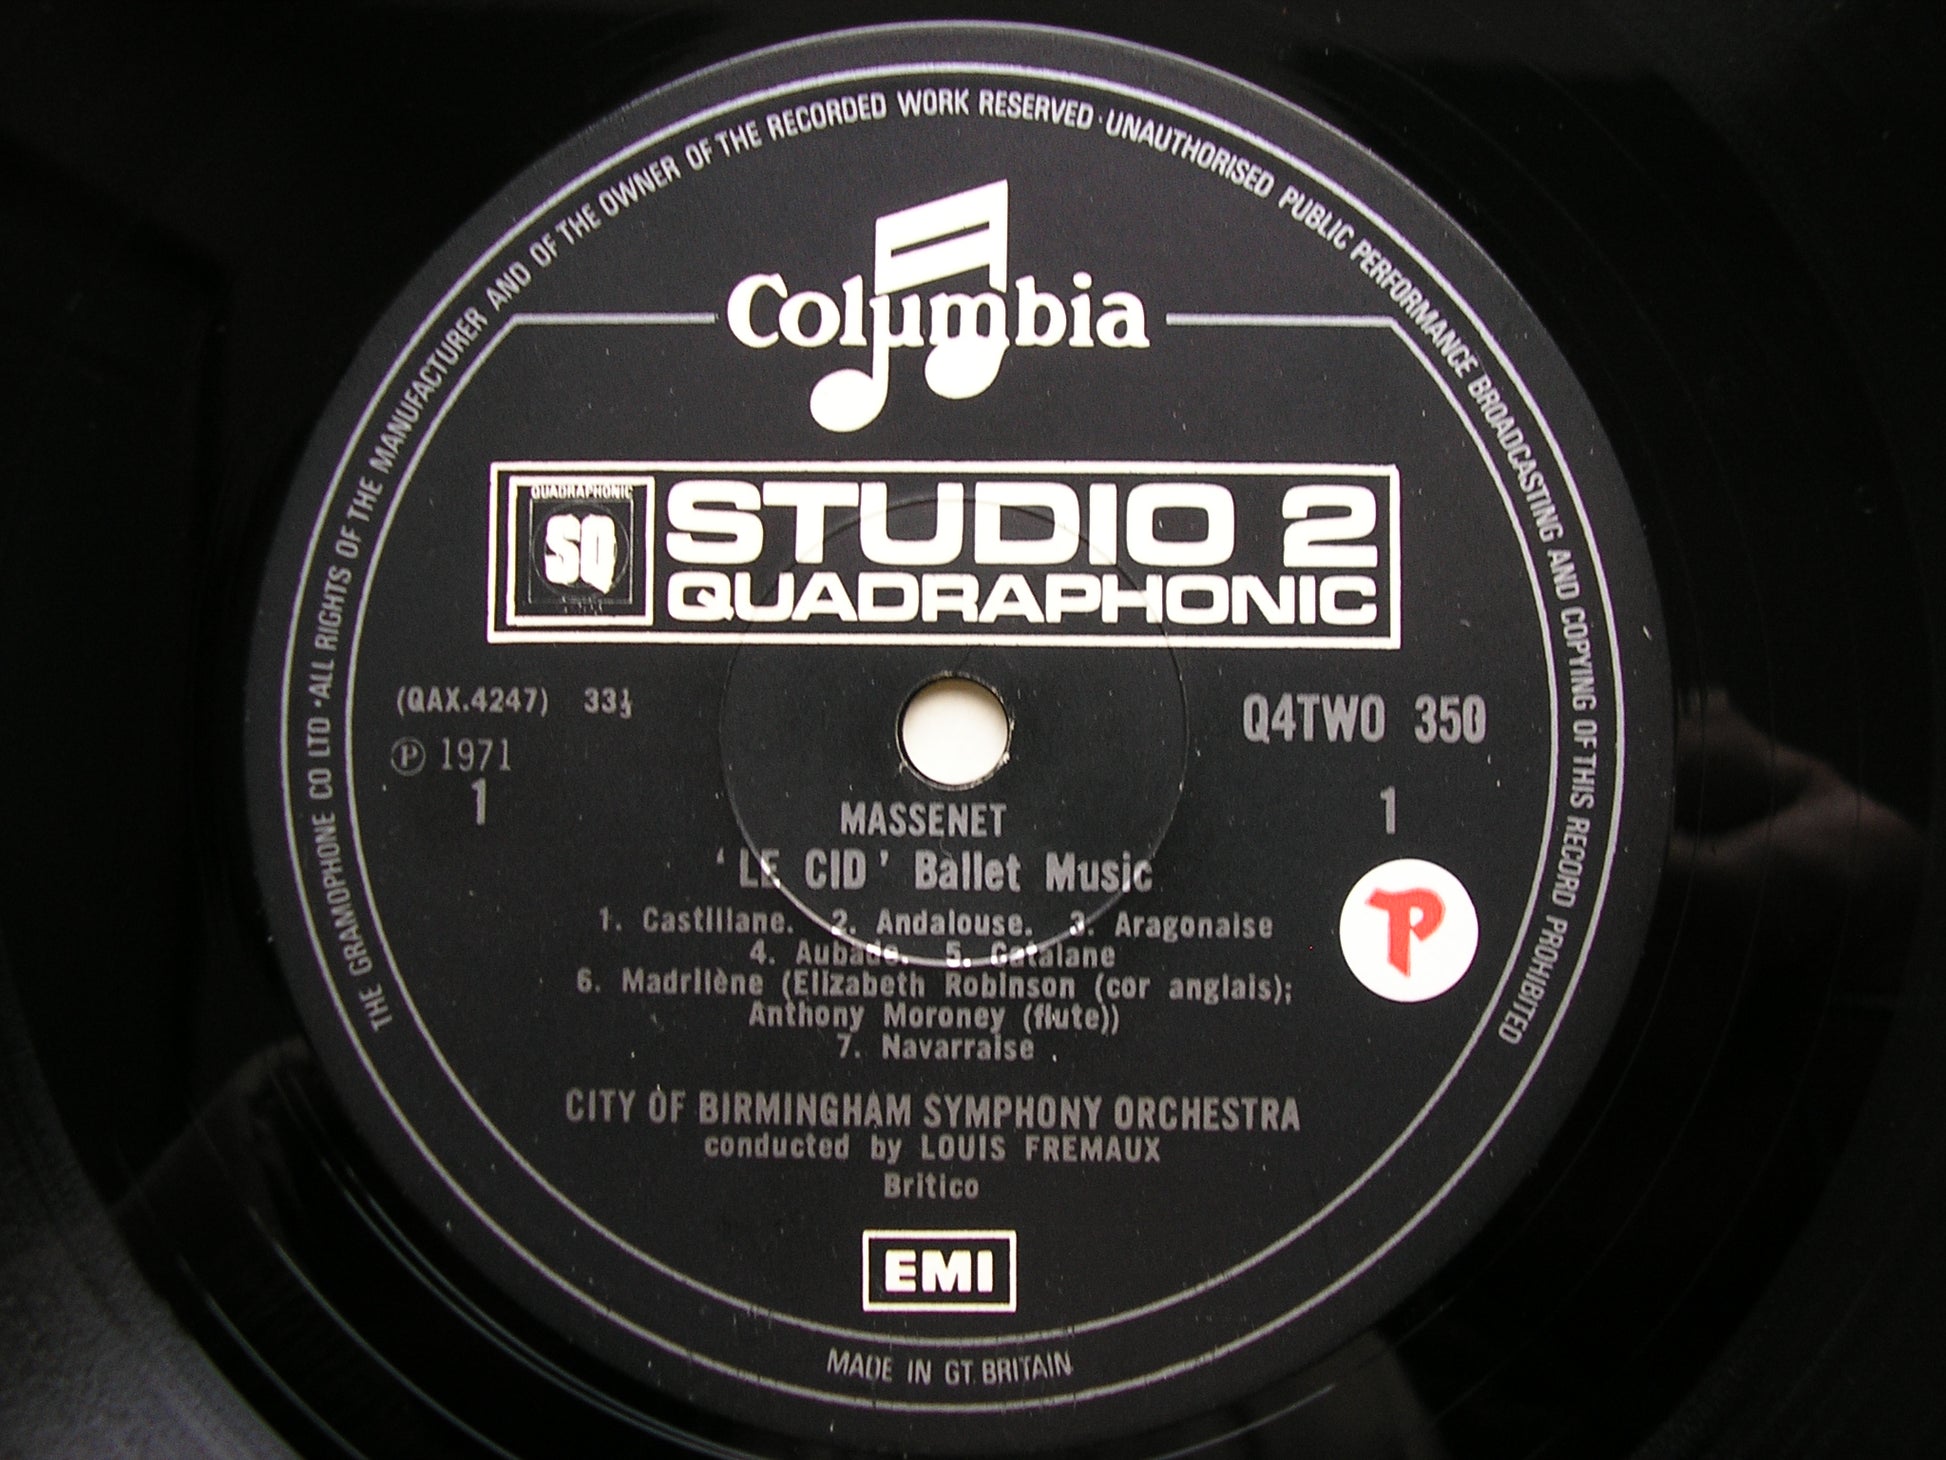 THE GRAMOPHONE CO LTD · ALL RIGHTS OF THE MANUFACTURER AND OF THE OWNER OF THE RECORDED WORK RESERVED · UNAUTHORISED PUBLIC PERFORMANCE BROADCASTING AND COPYING OF THIS RECORD PROHIBITED
Columbia
QUADRAPHONIC
SQ
STUDIO 2
QUADRAPHONIC
(QAX.4247) 33⅓
Q4TWO 350
Ⓟ 1971
1
1
MASSENET
'LE CID' Ballet Music
1. Castillane. 2. Andalouse. 3. Aragonaise
4. Aubade. 5. Catalane
6. Madrilène (Elizabeth Robinson (cor anglais);
Anthony Moroney (flute))
7. Navarraise
P
CITY OF BIRMINGHAM SYMPHONY ORCHESTRA
conducted by LOUIS FREMAUX
Britico
EMI
MADE IN GT. BRITAIN